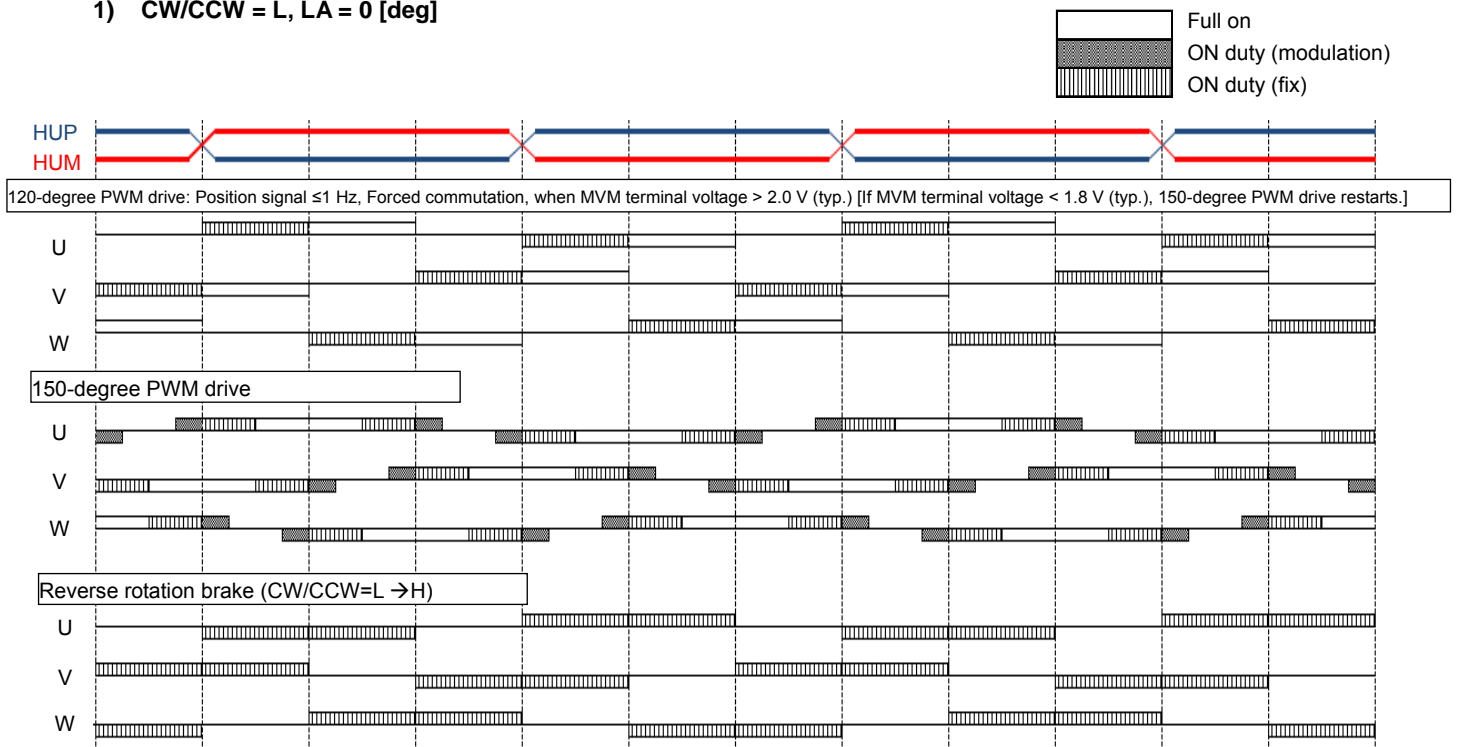 1) CW/CCW = L, LA = 0 [deg]
Full on
ON duty (modulation)
ON duty (fix)
HUP
HUM
120-degree PWM drive: Position signal ≤1 Hz, Forced commutation, when MVM terminal voltage > 2.0 V (typ.) [If MVM terminal voltage < 1.8 V (typ.), 150-degree PWM drive restarts.]
U
V
W
150-degree PWM drive
U
V
W
Reverse rotation brake (CW/CCW=L →H)
U
V
W